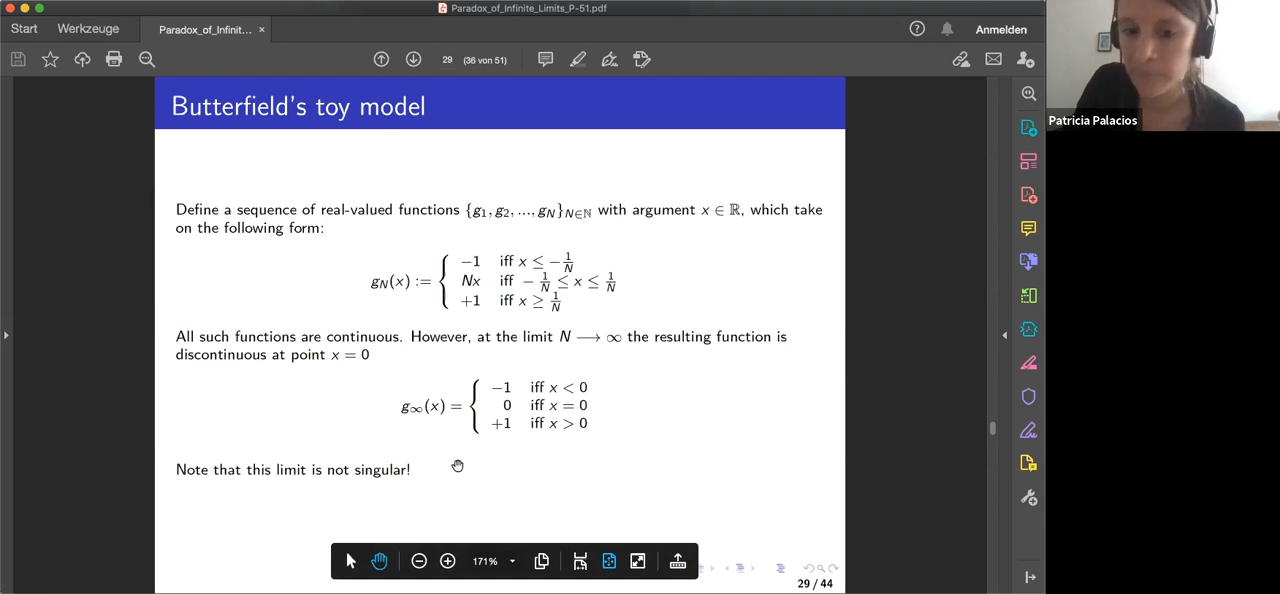 Paradox_of_Infinite_Limits_P-51.pdf
Start Werkzeuge Paradox_of_Infinit... × Anmelden
29 (36 von 51)
Patricia Palacios
Butterfield's toy model
Define a sequence of real-valued functions {g₁, g₂, ..., g_N}_{N∈ℕ} with argument x ∈ ℝ, which take
on the following form:
g_N(x) := { −1 iff x ≤ −1/N
Nx iff − 1/N ≤ x ≤ 1/N
+1 iff x ≥ 1/N
All such functions are continuous. However, at the limit N ⟶ ∞ the resulting function is
discontinuous at point x = 0
g_∞(x) = { −1 iff x < 0
0 iff x = 0
+1 iff x > 0
Note that this limit is not singular!
171%
29 / 44